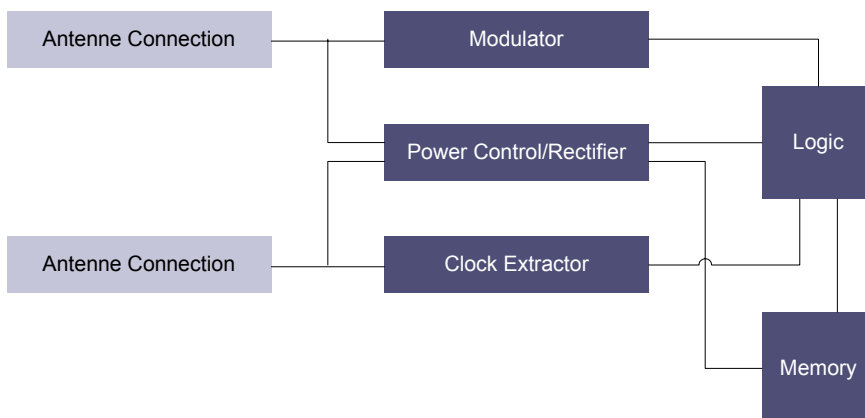 Antenne Connection
Modulator
Logic
Power Control/Rectifier
Antenne Connection
Clock Extractor
Memory